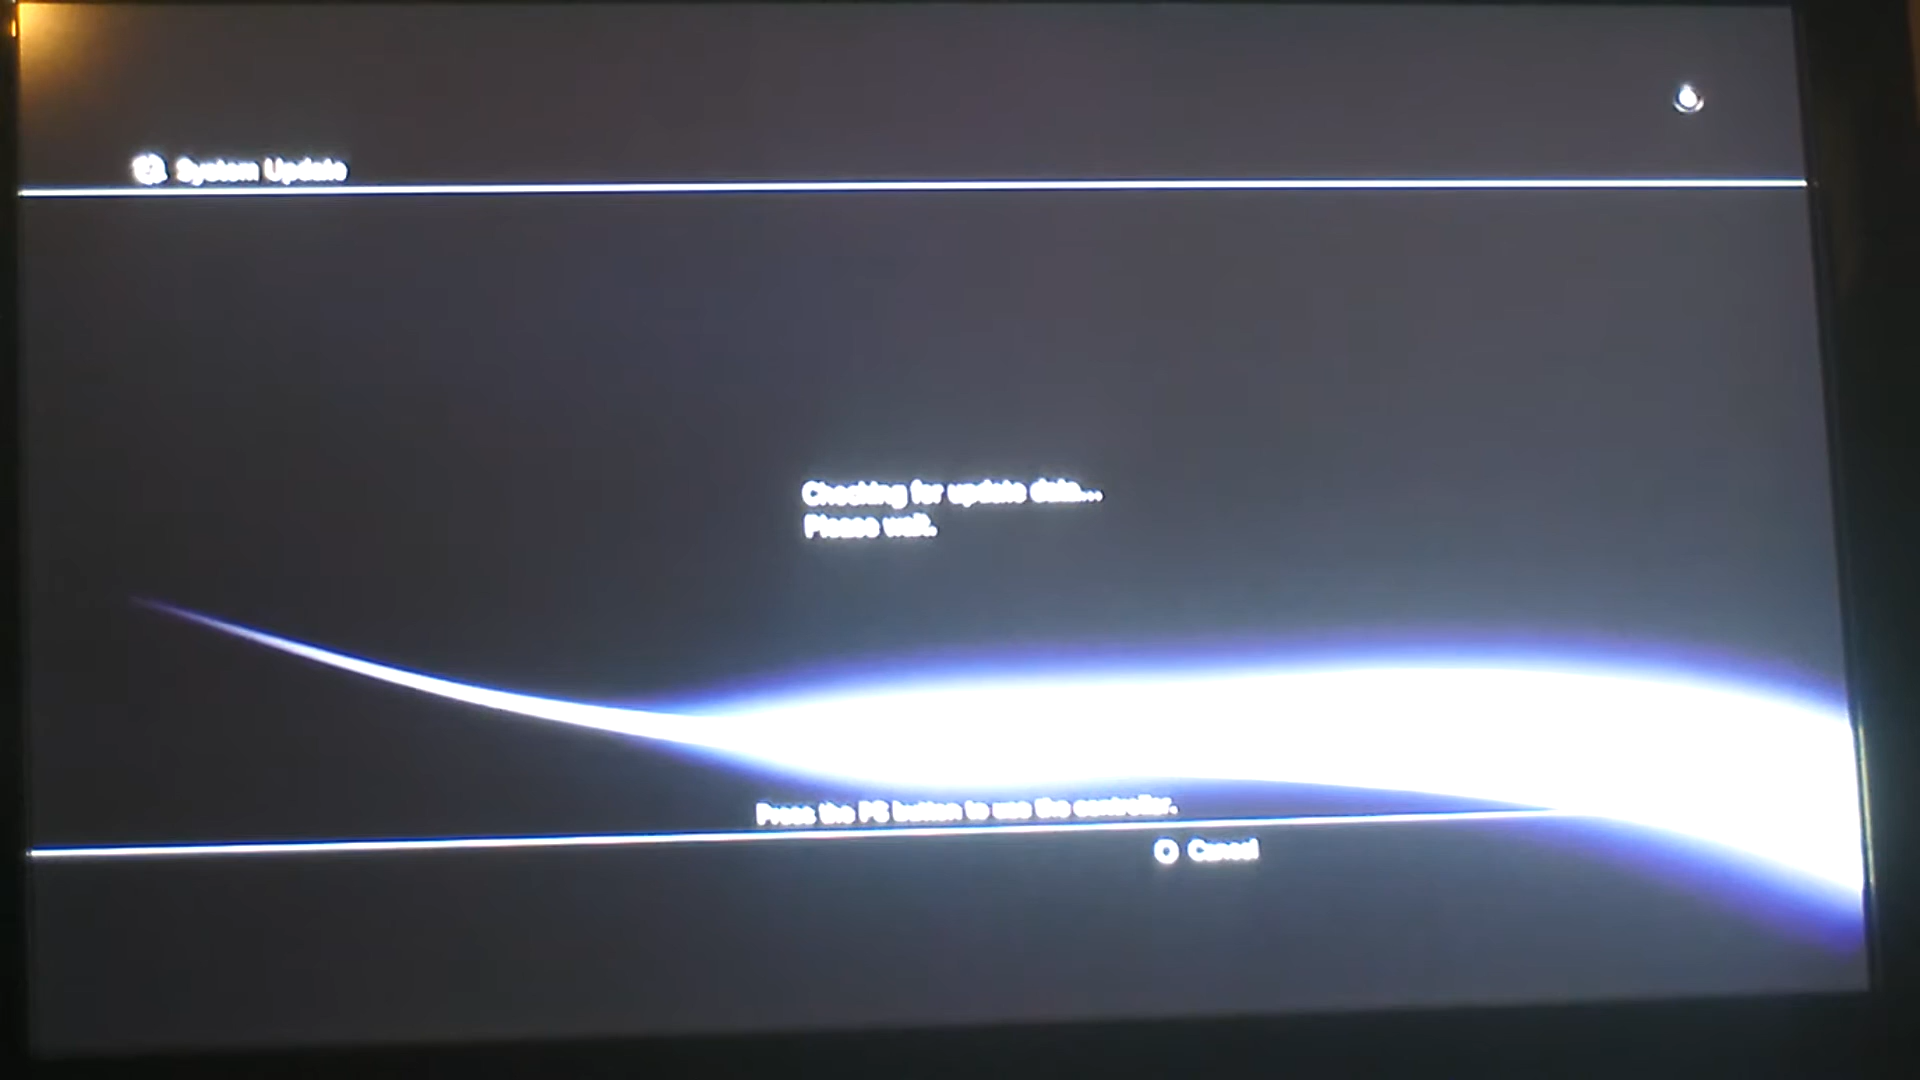 System Update
Checking for update data...
Please wait.
Press the PS button to use the controller.
Cancel